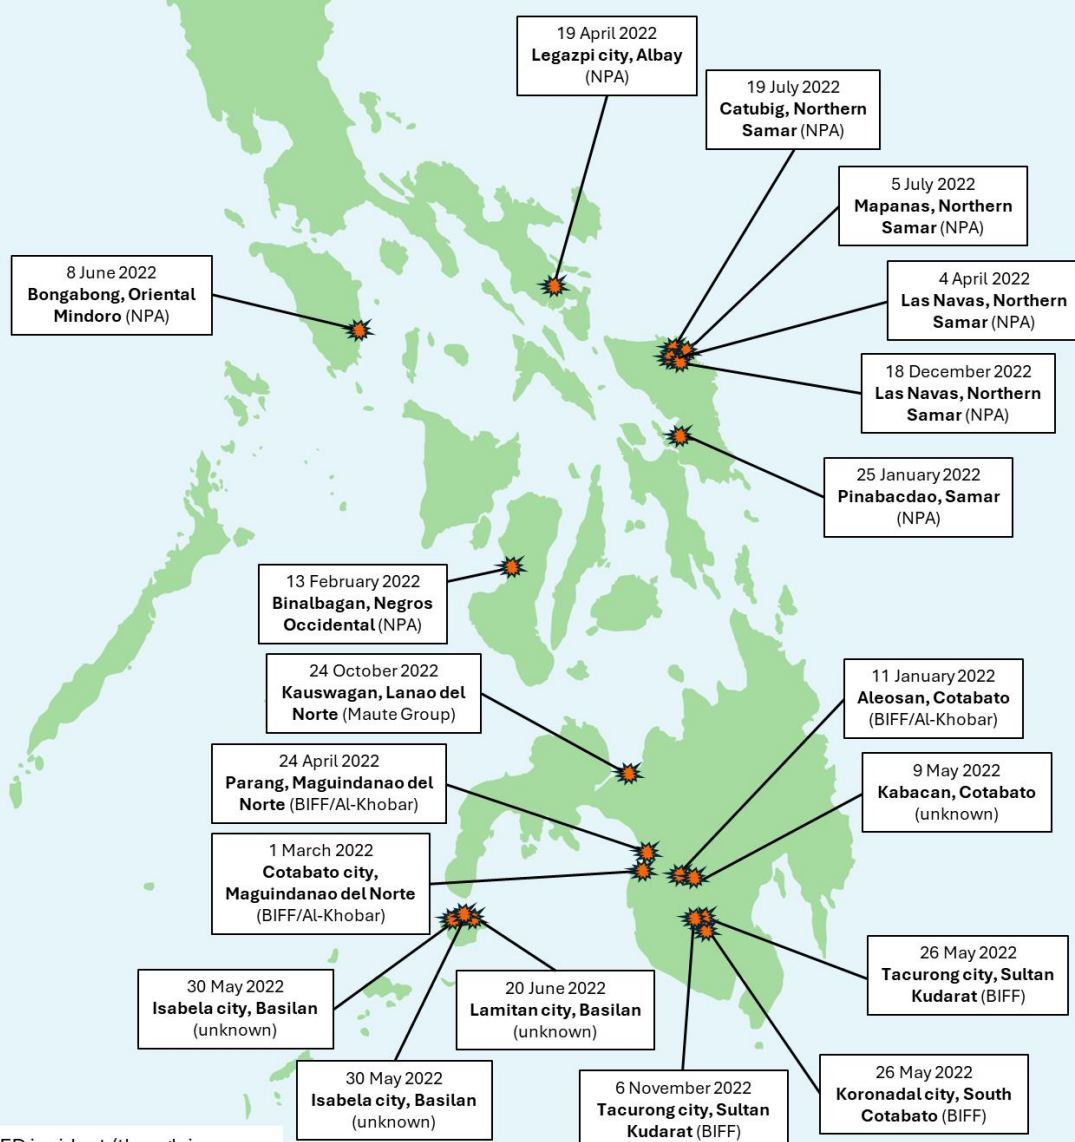 19 April 2022
Legazpi city, Albay
(NPA)
19 July 2022
Catubig, Northern
Samar (NPA)
5 July 2022
Mapanas, Northern
Samar (NPA)
8 June 2022
Bongabong, Oriental
Mindoro (NPA)
4 April 2022
Las Navas, Northern
Samar (NPA)
18 December 2022
Las Navas, Northern
Samar (NPA)
25 January 2022
Pinabacdao, Samar
(NPA)
13 February 2022
Binalbagan, Negros
Occidental (NPA)
24 October 2022
Kauswagan, Lanao del
Norte (Maute Group)
11 January 2022
Aleosan, Cotabato
(BIFF/Al-Khobar)
24 April 2022
Parang, Maguindanao del
Norte (BIFF/Al-Khobar)
9 May 2022
Kabacan, Cotabato
(unknown)
1 March 2022
Cotabato city,
Maguindanao del Norte
(BIFF/Al-Khobar)
26 May 2022
Tacurong city, Sultan
Kudarat (BIFF)
30 May 2022
Isabela city, Basilan
(unknown)
20 June 2022
Lamitan city, Basilan
(unknown)
30 May 2022
Isabela city, Basilan
(unknown)
6 November 2022
Tacurong city, Sultan
Kudarat (BIFF)
26 May 2022
Koronadal city, South
Cotabato (BIFF)